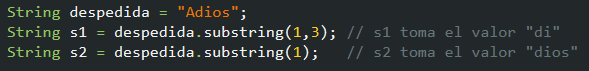 String despedida = "Adios";
String s1 = despedida.substring(1,3); // s1 toma el valor "di"
String s2 = despedida.substring(1);   // s2 toma el valor "dios"